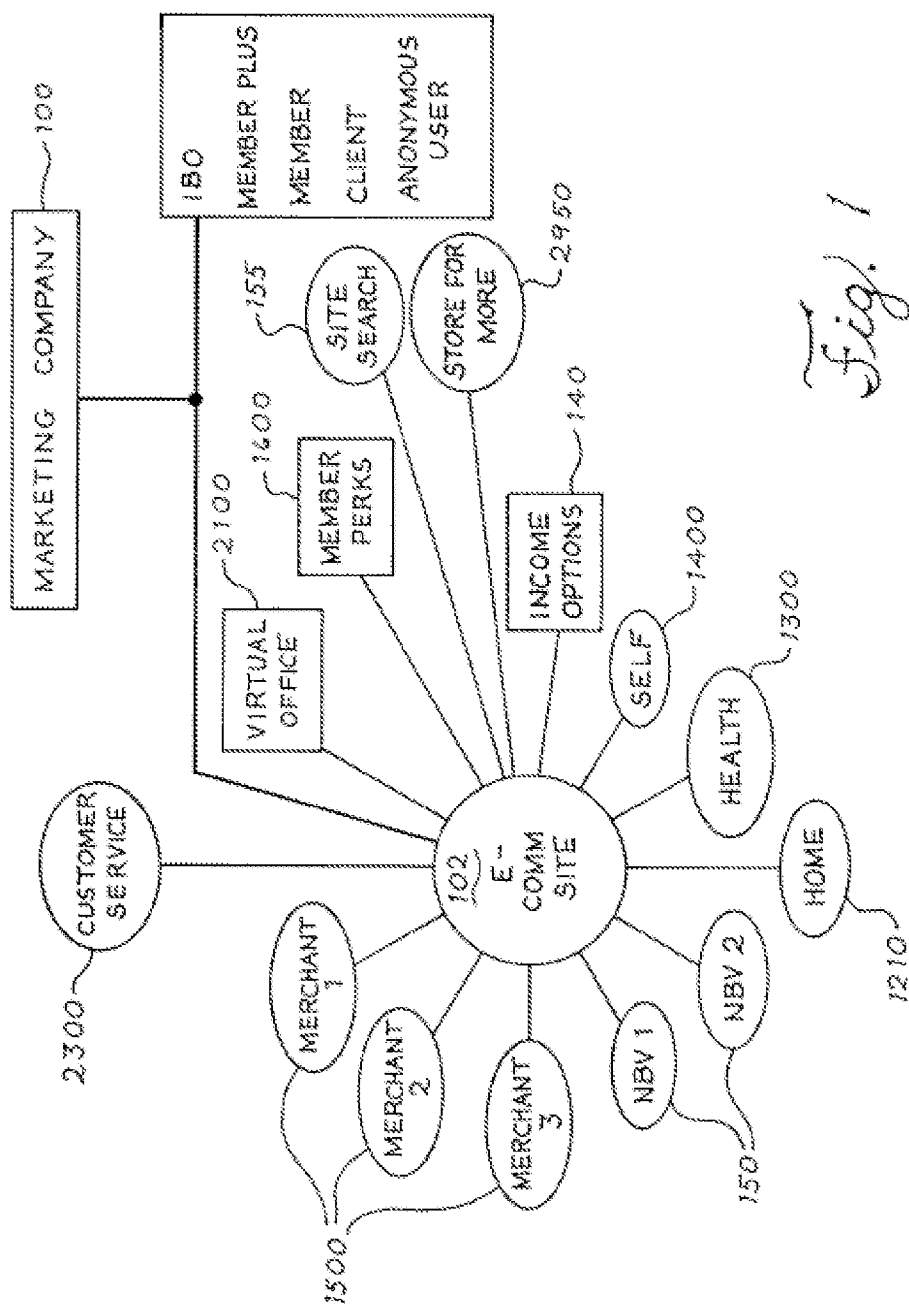 MARKETING COMPANY
100
IBO
MEMBER PLUS
MEMBER
CLIENT
ANONYMOUS
USER
CUSTOMER
SERVICE
2300
VIRTUAL
OFFICE
2100
MEMBER
PERKS
1600
SITE
SEARCH
155
STORE FOR
MORE
2950
INCOME
OPTIONS
140
SELF
1400
HEALTH
1300
HOME
1210
NBV 2
NBV 1
150
MERCHANT
1
MERCHANT
2
MERCHANT
3
1500
102
E-
COMM
SITE
Fig. 1